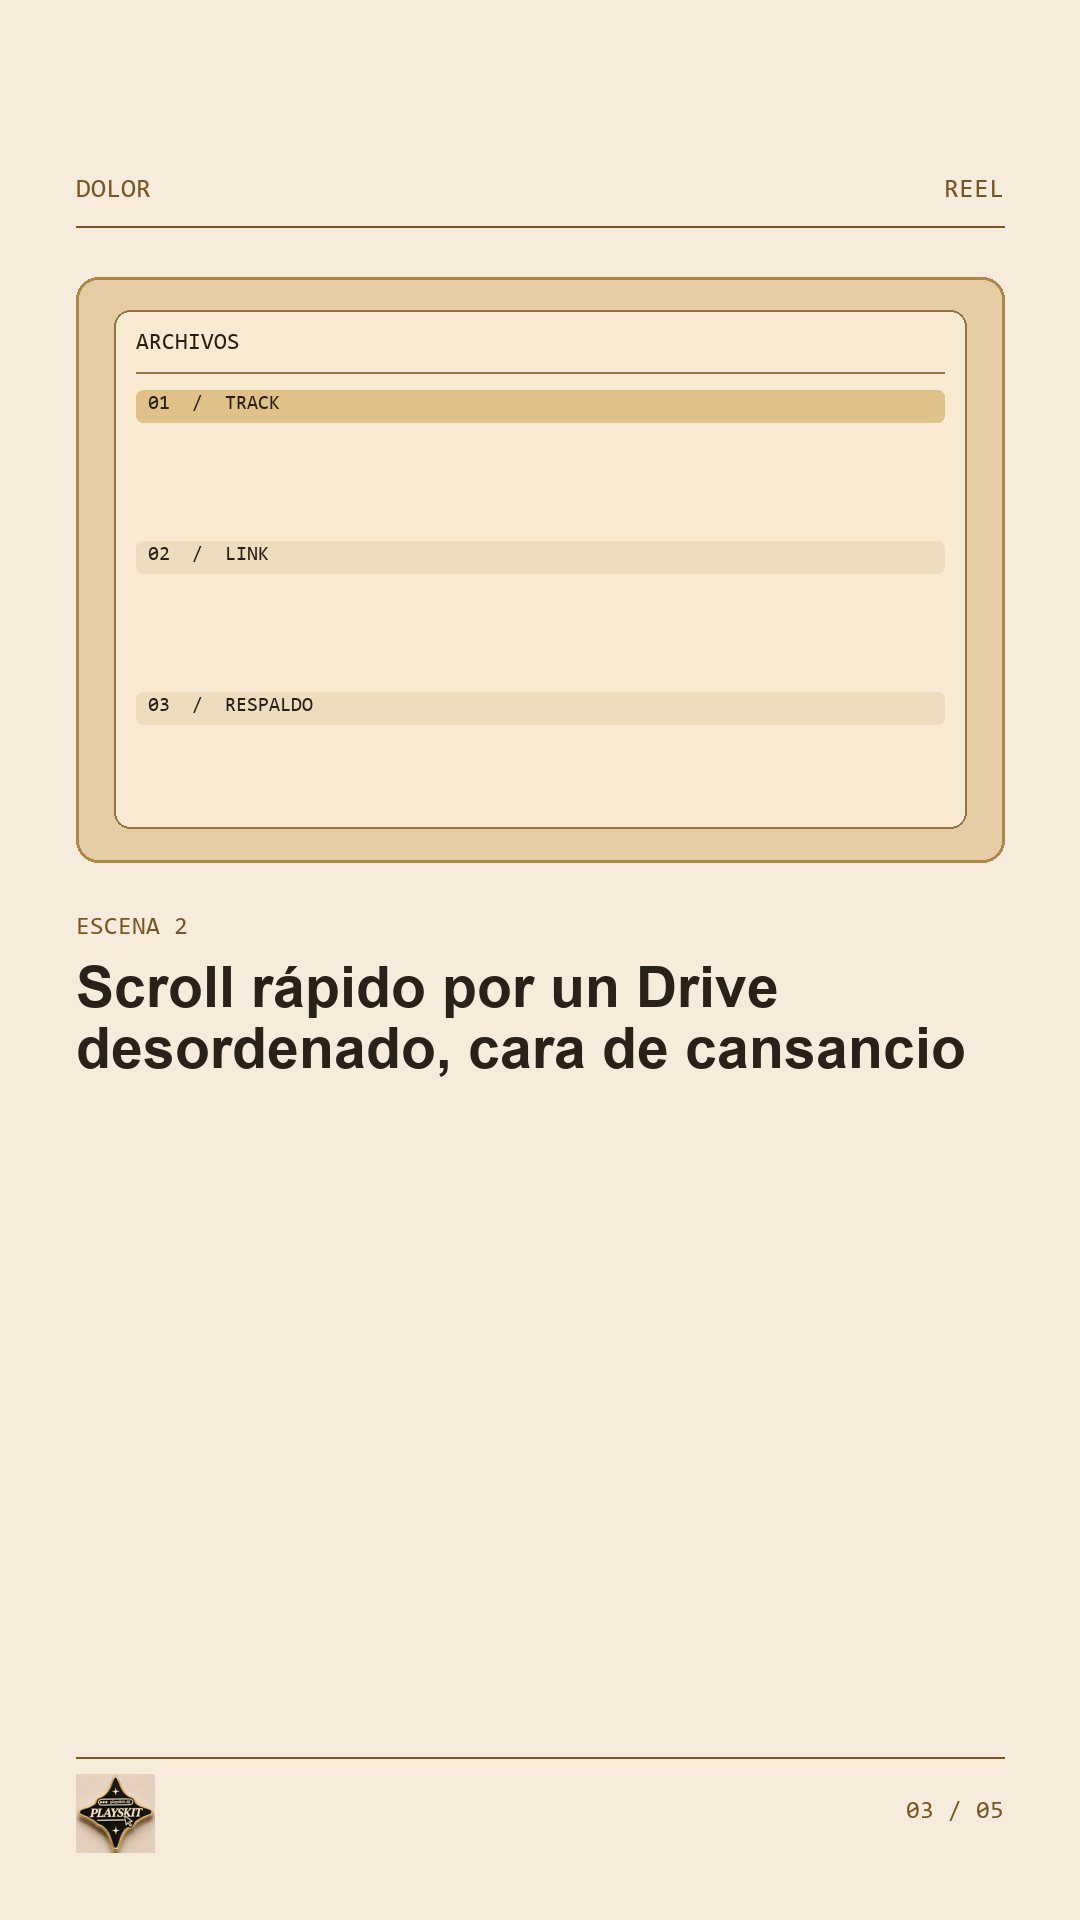 DOLOR
REEL
ARCHIVOS
01 / TRACK
02 / LINK
03 / RESPALDO
ESCENA 2
Scroll rápido por un Drive
desordenado, cara de cansancio
PLAYSKIT
03 / 05